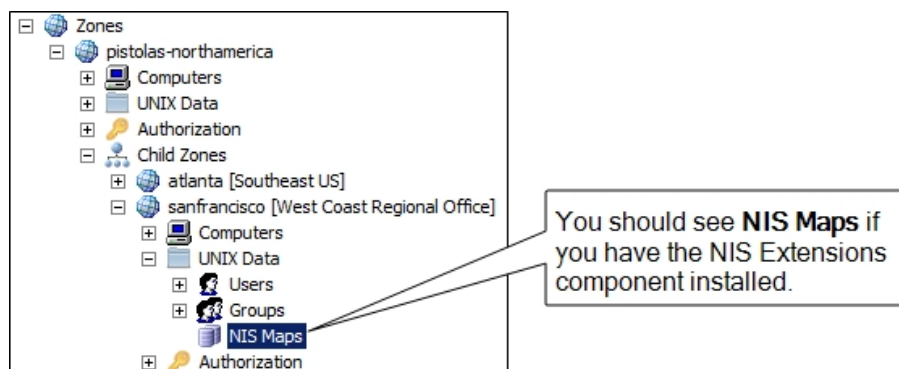 Zones
pistolas-northamerica
Computers
UNIX Data
Authorization
Child Zones
atlanta [Southeast US]
sanfrancisco [West Coast Regional Office]
Computers
UNIX Data
Users
Groups
NIS Maps
Authorization
You should see NIS Maps if
you have the NIS Extensions
component installed.